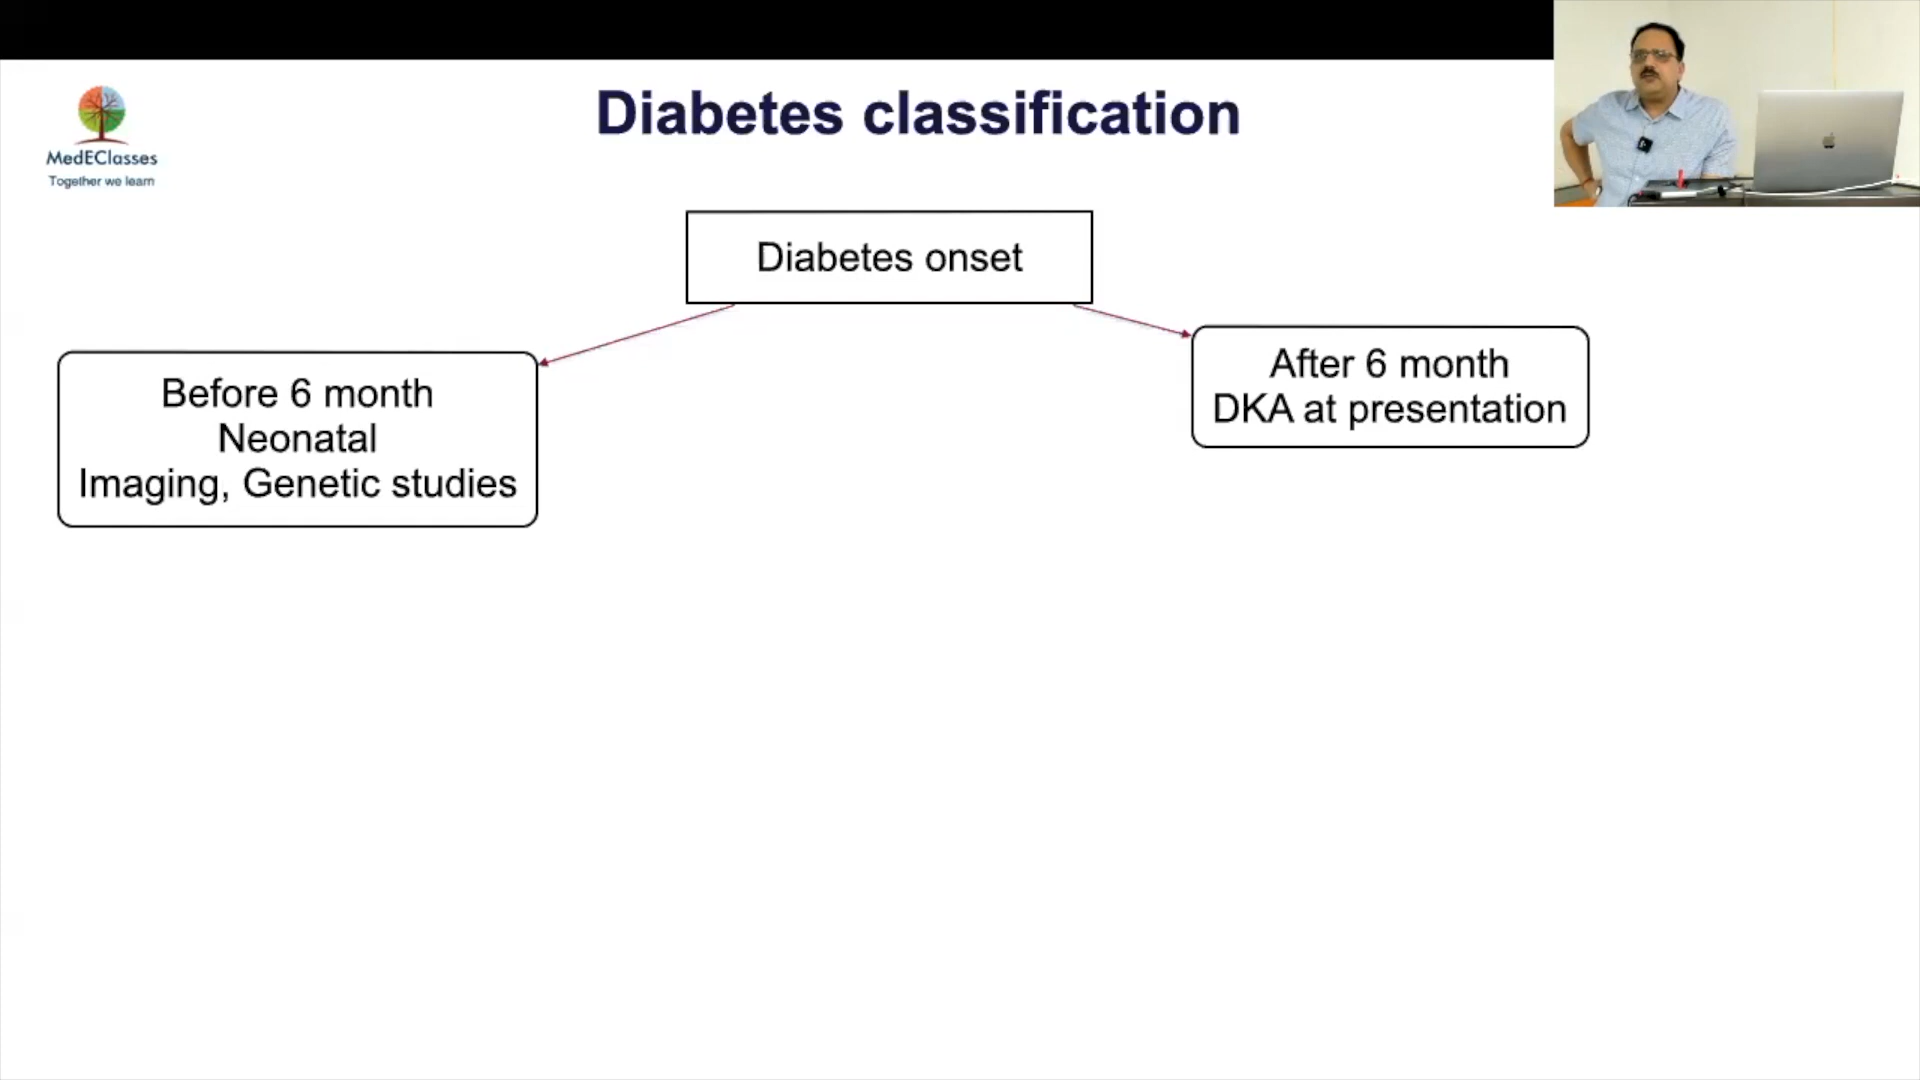 MedEClasses
Together we learn
Diabetes classification
Diabetes onset
Before 6 month
Neonatal
Imaging, Genetic studies
After 6 month
DKA at presentation